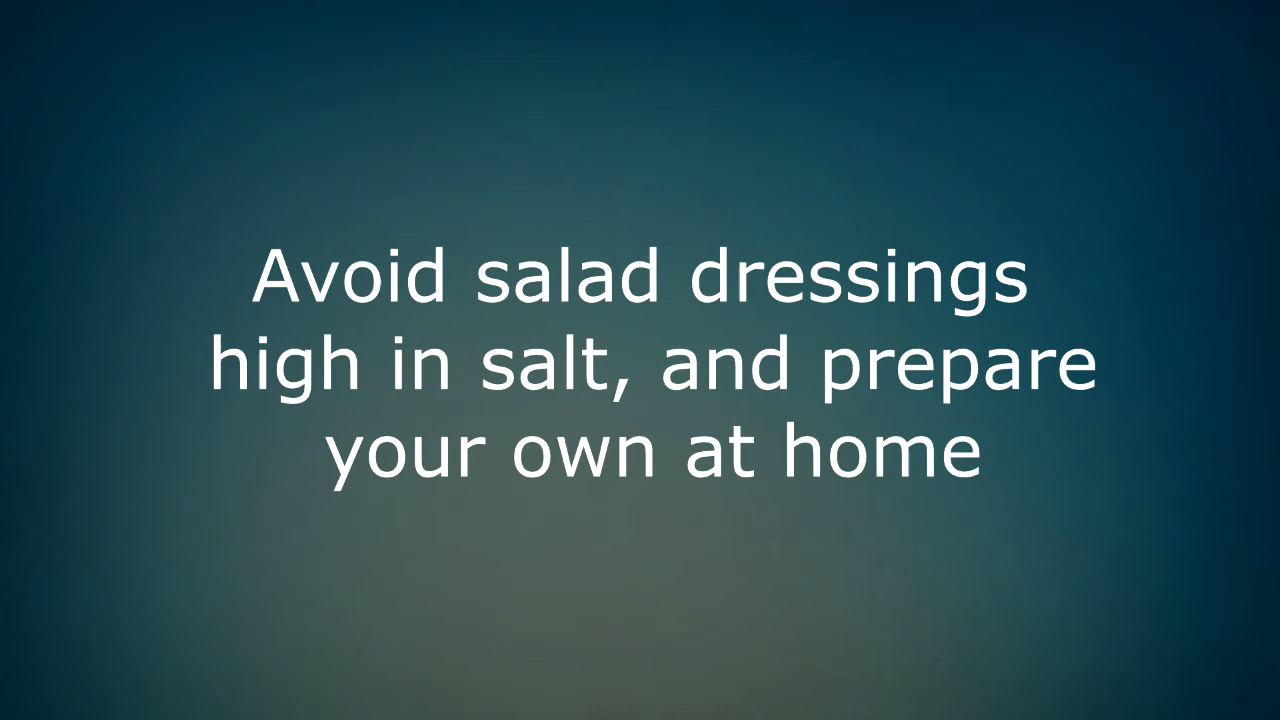 Avoid salad dressings
high in salt, and prepare
your own at home